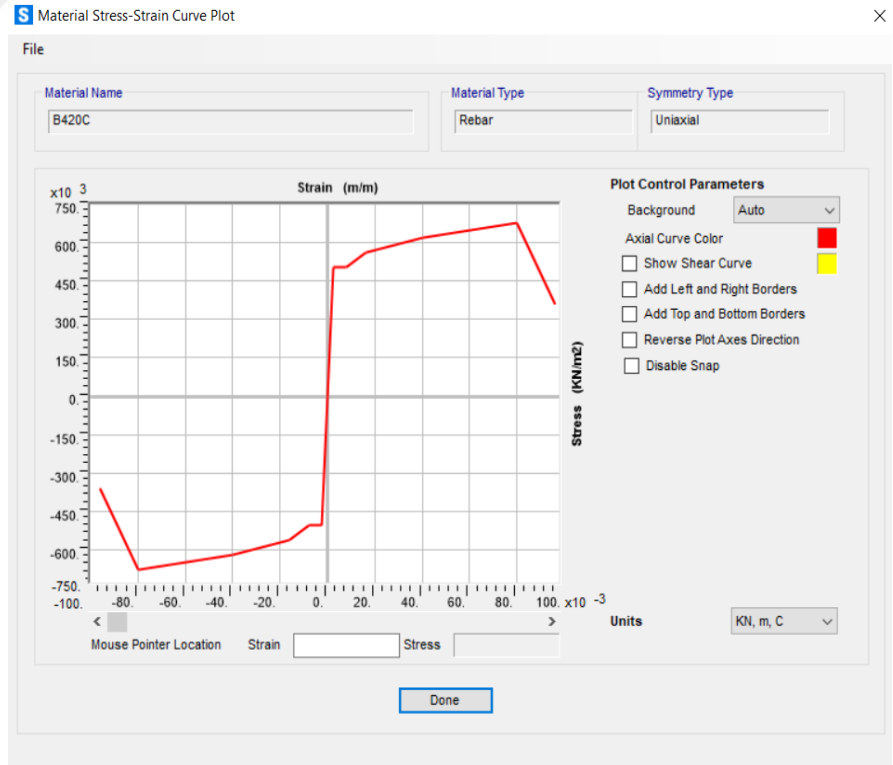 S Material Stress-Strain Curve Plot
File
Material Name
B420C
Material Type
Rebar
Symmetry Type
Uniaxial
Strain (m/m)
x10 3
750.
600.
450.
300.
150.
0.
-150.
-300.
-450.
-600.
-750.
-100. -80. -60. -40. -20. 0. 20. 40. 60. 80. 100. x10 -3
Stress (KN/m2)
Mouse Pointer Location Strain Stress
Plot Control Parameters
Background Auto
Axial Curve Color
Show Shear Curve
Add Left and Right Borders
Add Top and Bottom Borders
Reverse Plot Axes Direction
Disable Snap
Units KN, m, C
Done